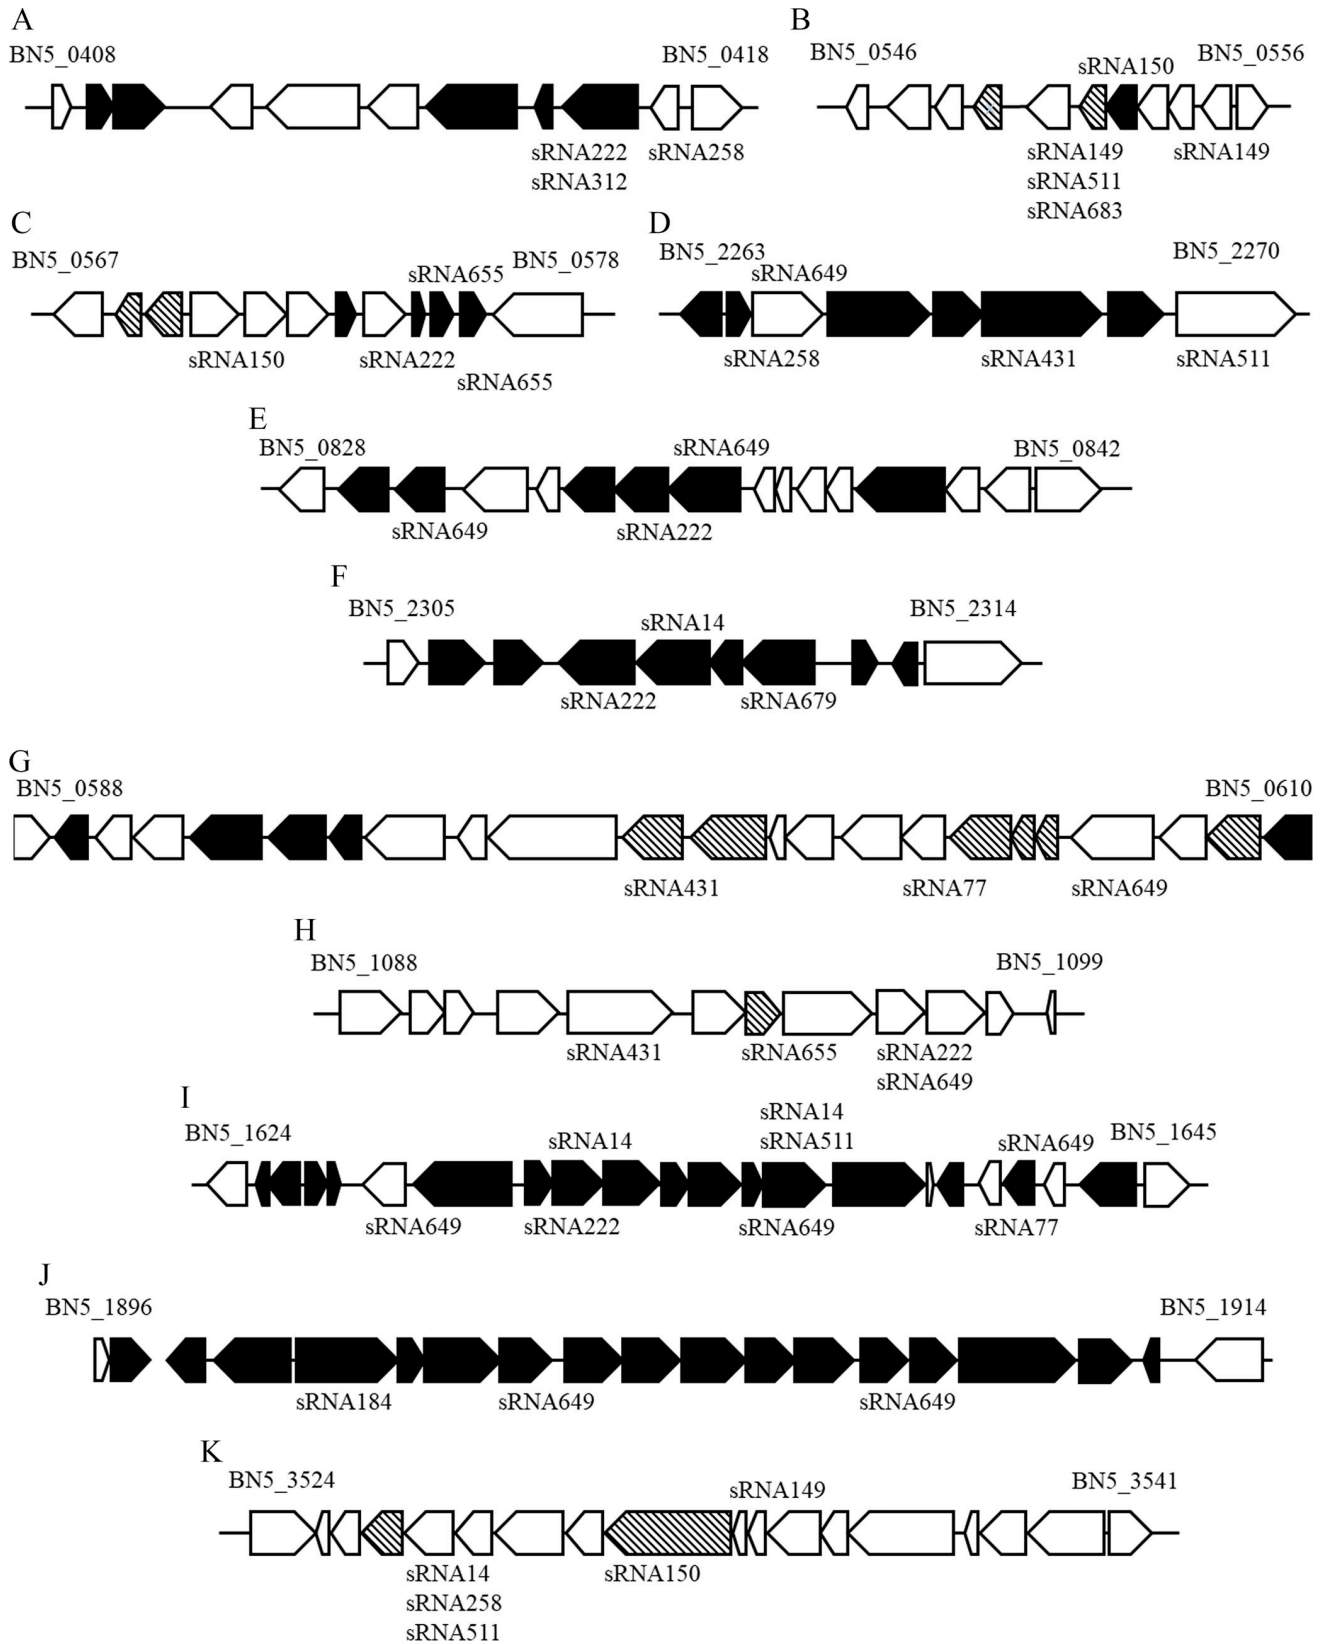 A
BN5_0408
BN5_0418
sRNA222
sRNA258
sRNA312
B
BN5_0546
BN5_0556
sRNA150
sRNA149
sRNA149
sRNA511
sRNA683
C
BN5_0567
BN5_0578
sRNA655
sRNA150
sRNA222
sRNA655
D
BN5_2263
BN5_2270
sRNA649
sRNA258
sRNA431
sRNA511
E
BN5_0828
sRNA649
BN5_0842
sRNA649
sRNA222
F
BN5_2305
BN5_2314
sRNA14
sRNA222
sRNA679
G
BN5_0588
BN5_0610
sRNA431
sRNA77
sRNA649
H
BN5_1088
BN5_1099
sRNA431
sRNA655
sRNA222
sRNA649
I
sRNA14
BN5_1624
sRNA14
sRNA511
sRNA649
BN5_1645
sRNA649
sRNA222
sRNA649
sRNA77
J
BN5_1896
BN5_1914
sRNA184
sRNA649
sRNA649
K
BN5_3524
sRNA149
BN5_3541
sRNA14
sRNA150
sRNA258
sRNA511